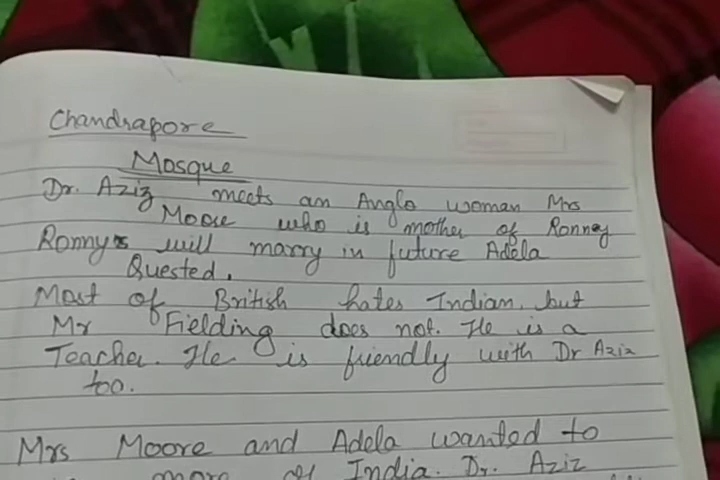 Chandrapore
Mosque
Dr. Aziz meets an Anglo woman Mrs
Moore who is mother of Ronney
Ronny will marry in future Adela
Quested.
Most of British hates Indian, but
Mr Fielding does not. He is a
Teacher. He is friendly with Dr Aziz
too.
Mrs Moore and Adela wanted to
more of India. Dr. Aziz